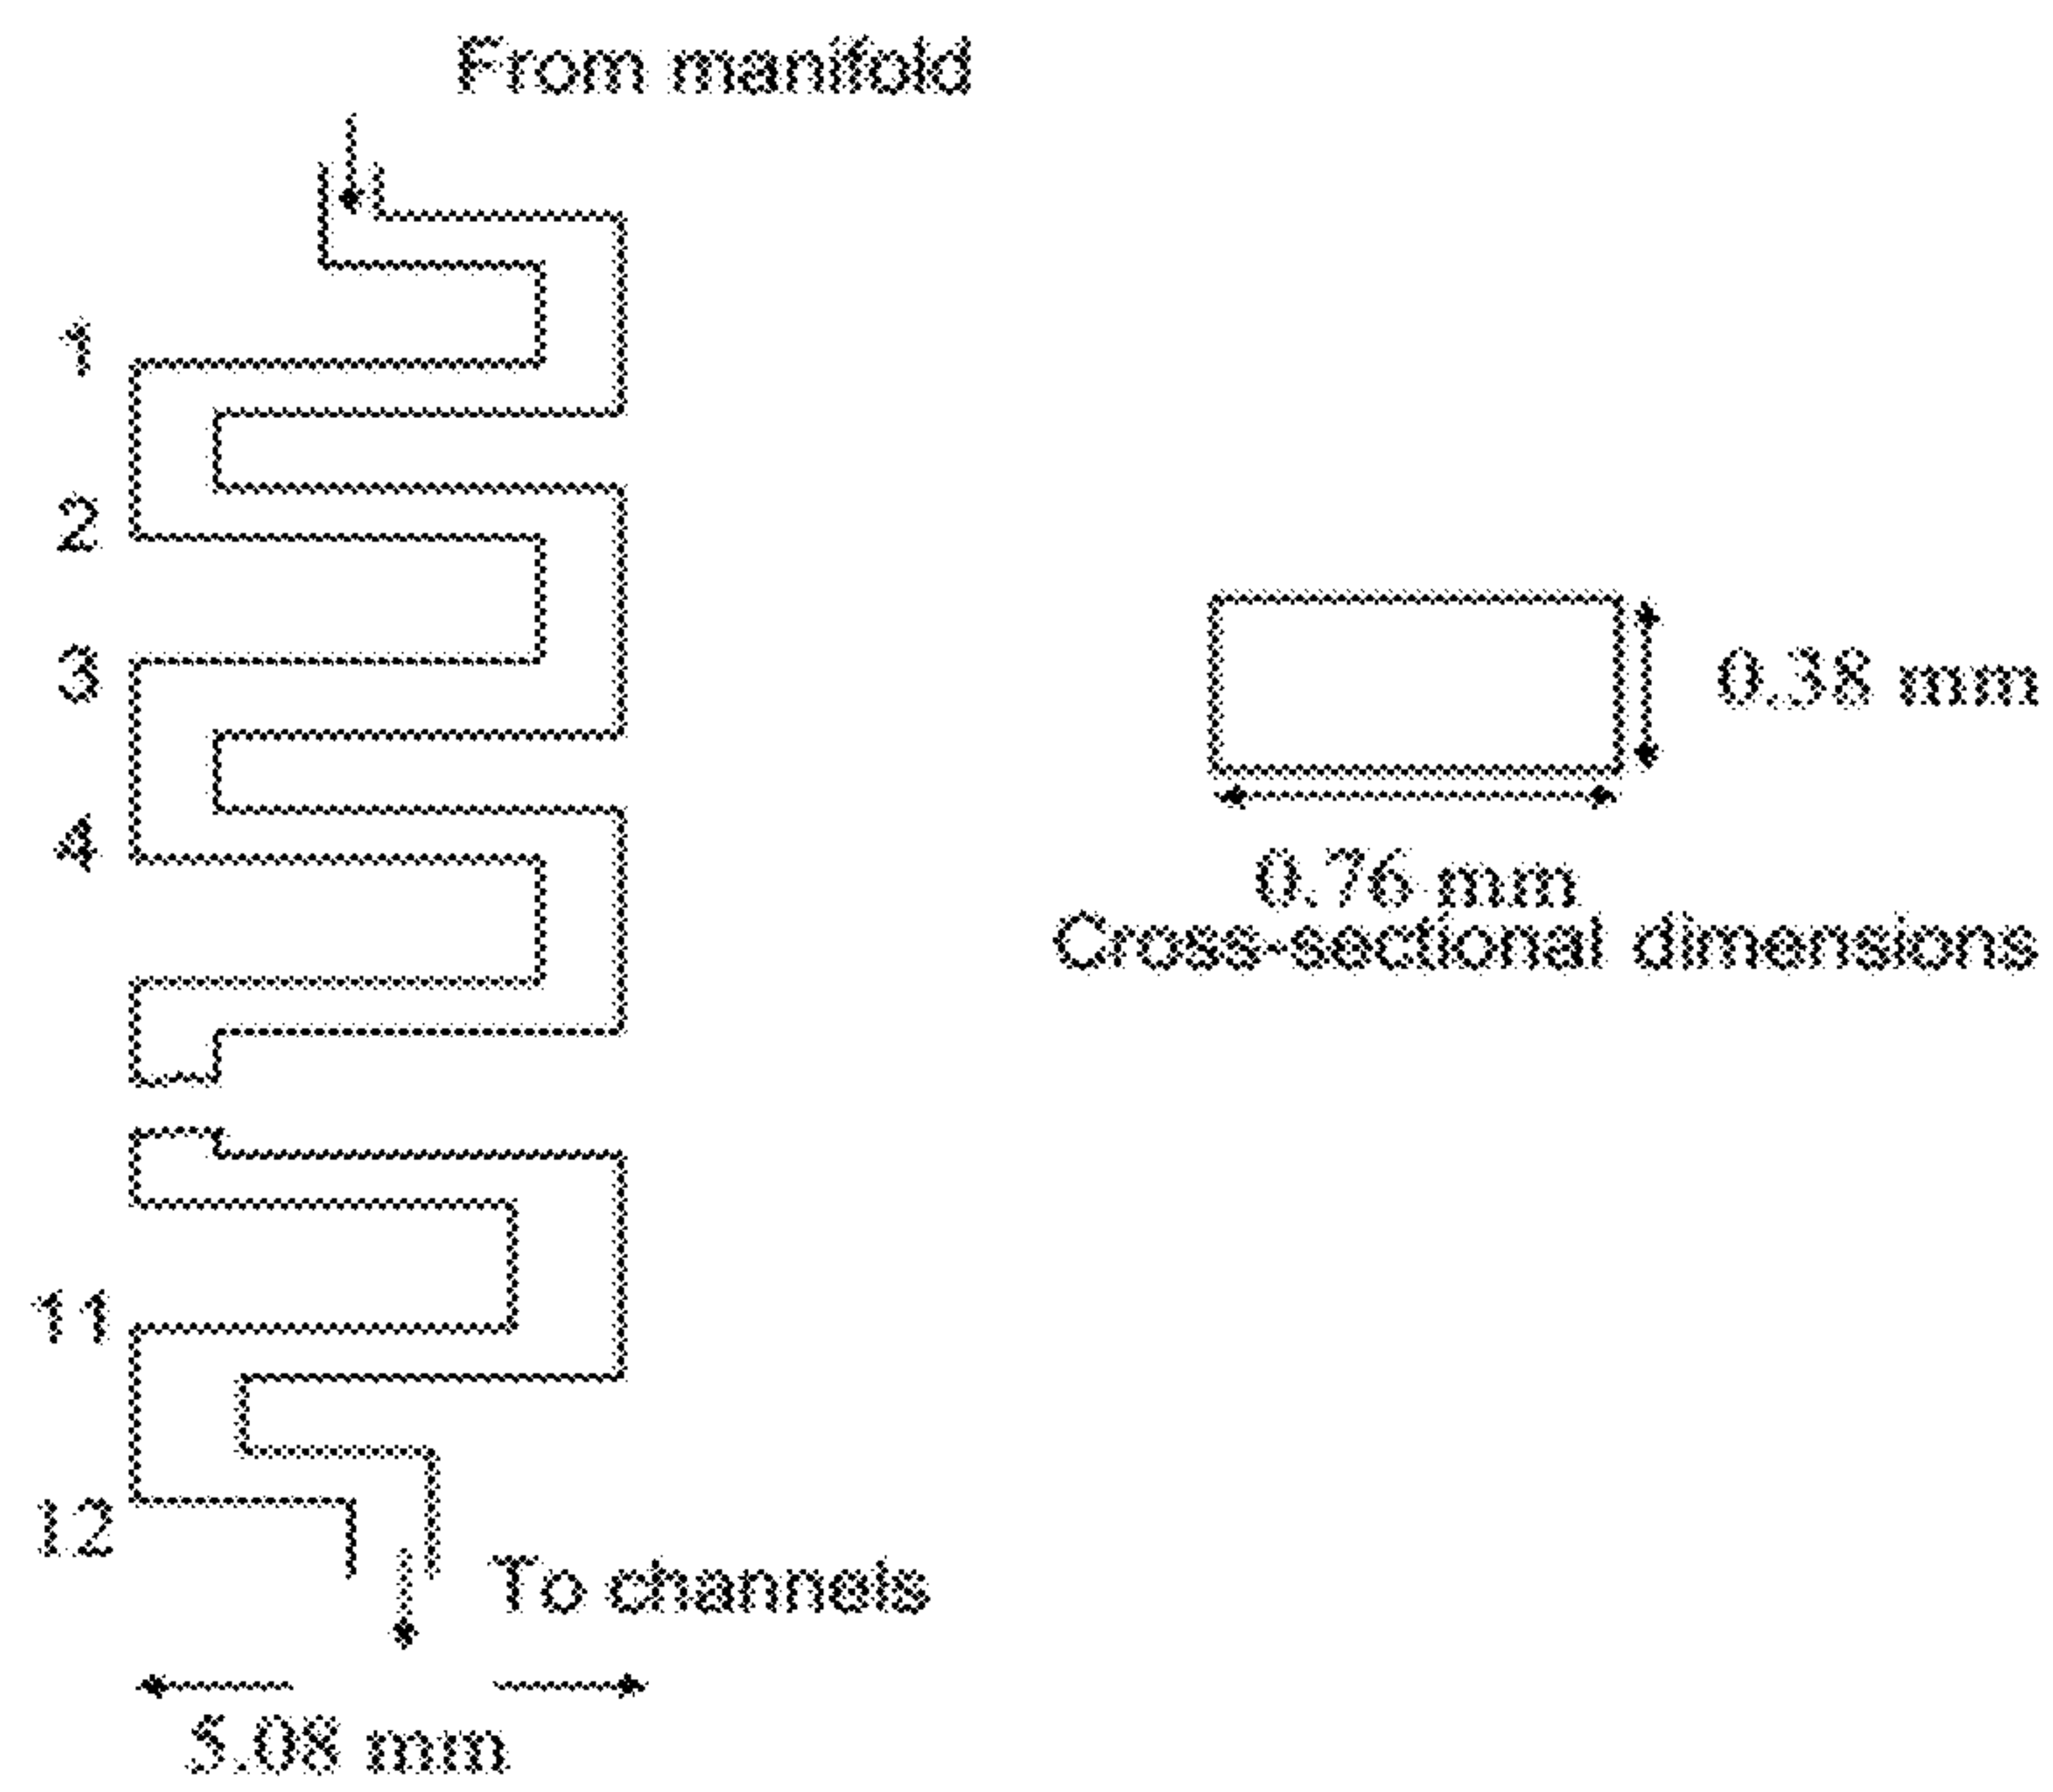 From manifold
1
2
3
0.38 mm
4
0.76 mm
Cross-sectional dimensions
11
12
To channels
5.08 mm